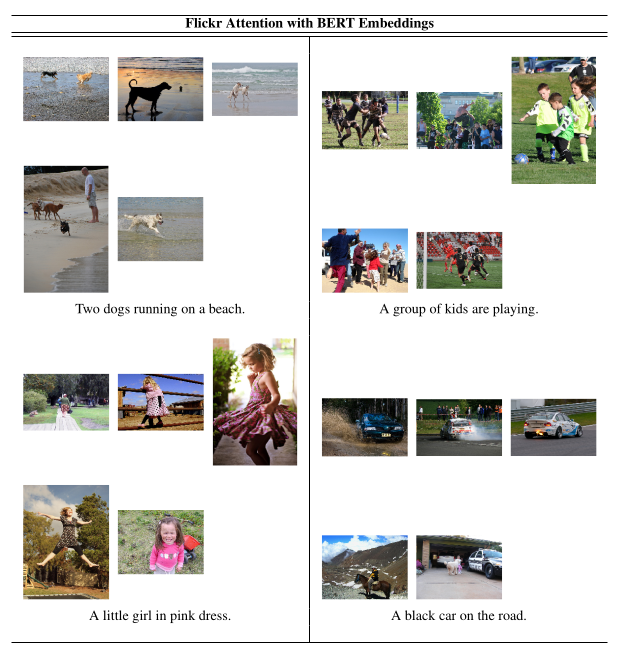 Flickr Attention with BERT Embeddings
Two dogs running on a beach.
A group of kids are playing.
A little girl in pink dress.
A black car on the road.